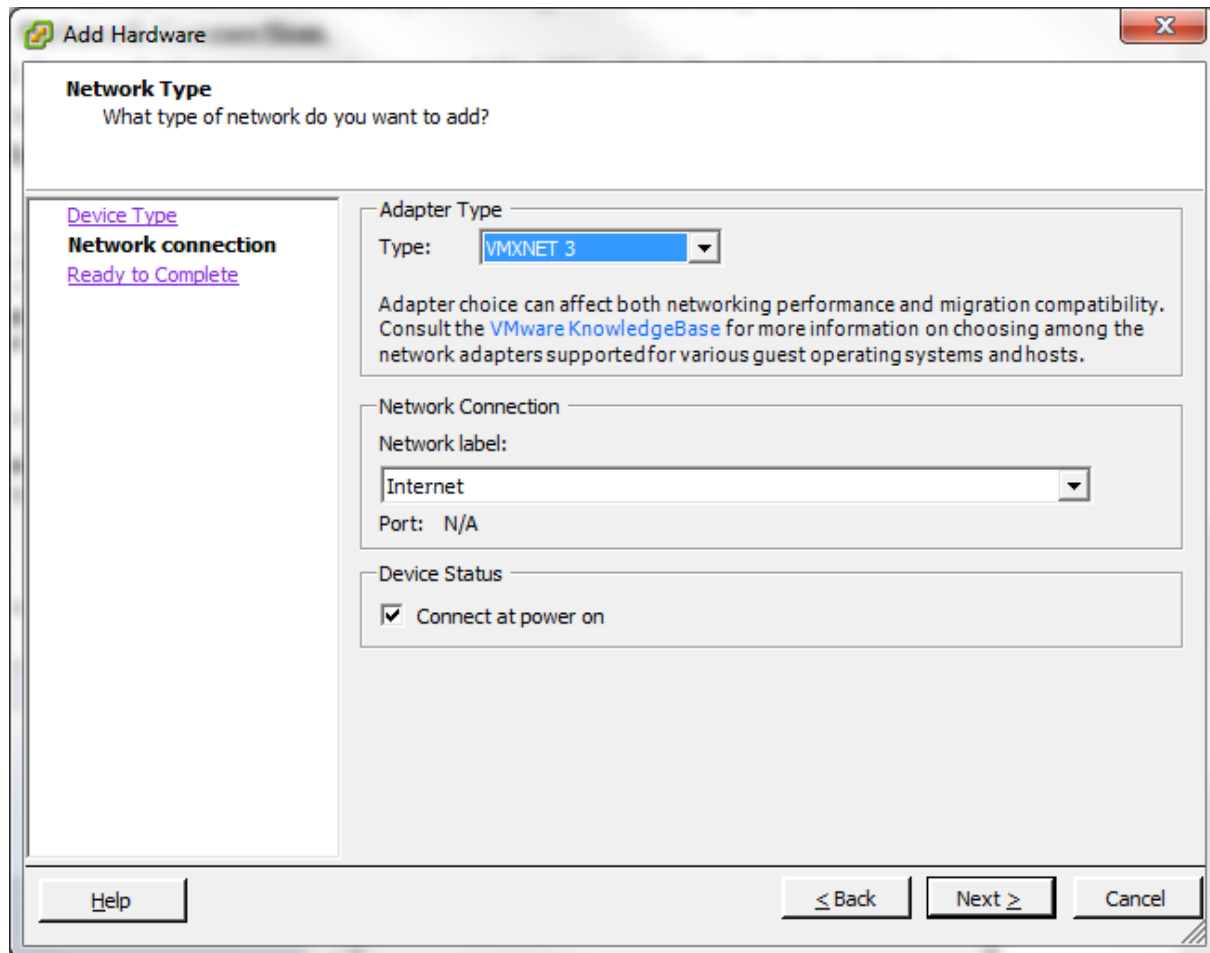 Add Hardware
Network Type
What type of network do you want to add?
Device Type
Network connection
Ready to Complete
Adapter Type
Type: VMXNET 3
Adapter choice can affect both networking performance and migration compatibility.
Consult the VMware KnowledgeBase for more information on choosing among the
network adapters supported for various guest operating systems and hosts.
Network Connection
Network label:
Internet
Port: N/A
Device Status
Connect at power on
Help
< Back
Next >
Cancel